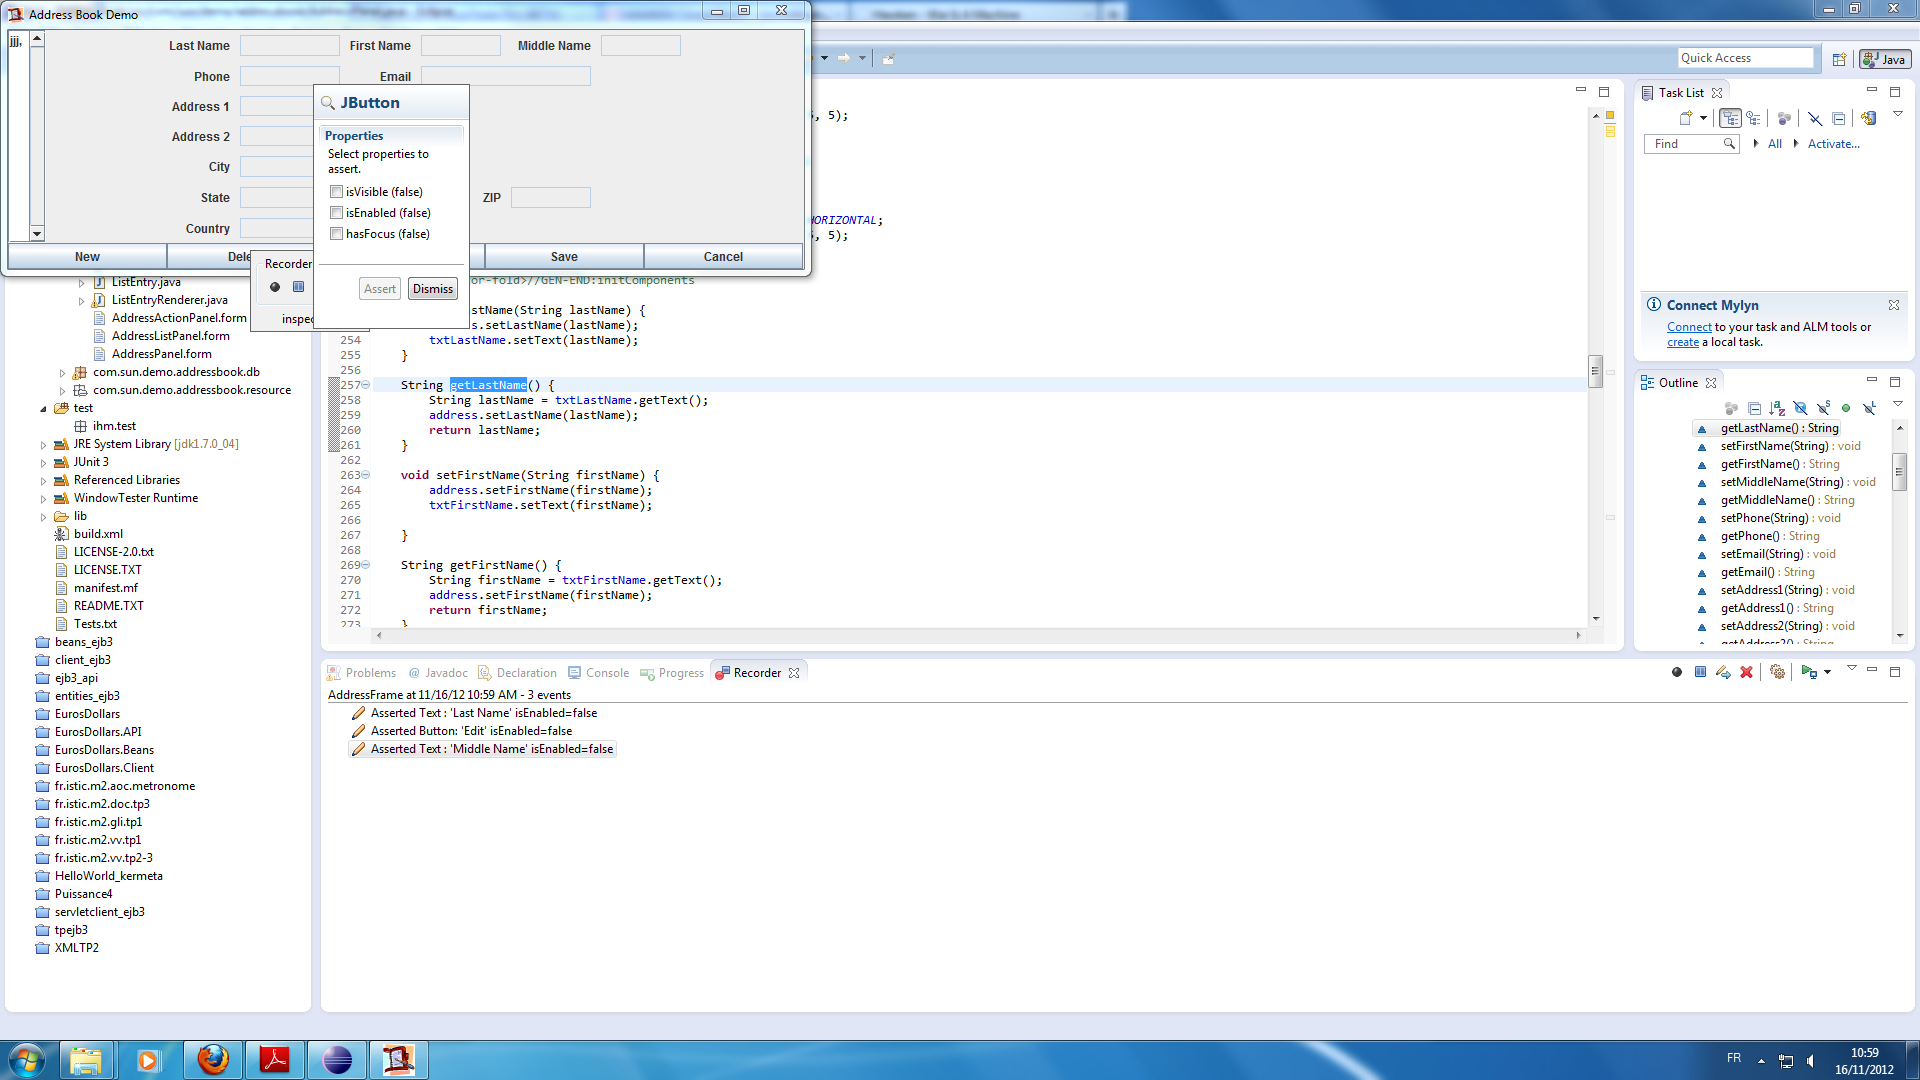 Address Book Demo
jjj,
Last Name
First Name
Middle Name
Phone
Email
Address 1
Address 2
City
State
ZIP
Country
New
Dele
Save
Cancel
JButton
Properties
Select properties to
assert.
isVisible (false)
isEnabled (false)
hasFocus (false)
Assert
Dismiss
Recorder
inspec
Quick Access
Java
, 5);
HORIZONTAL;
, 5);
or-fold>//GEN-END:initComponents
stName(String lastName) {
s.setLastName(lastName);
254 txtLastName.setText(lastName);
255 }
256
257 String getLastName() {
258 String lastName = txtLastName.getText();
259 address.setLastName(lastName);
260 return lastName;
261 }
262
263 void setFirstName(String firstName) {
264 address.setFirstName(firstName);
265 txtFirstName.setText(firstName);
266
267 }
268
269 String getFirstName() {
270 String firstName = txtFirstName.getText();
271 address.setFirstName(firstName);
272 return firstName;
273 }
ListEntry.java
ListEntryRenderer.java
AddressActionPanel.form
AddressListPanel.form
AddressPanel.form
com.sun.demo.addressbook.db
com.sun.demo.addressbook.resource
test
ihm.test
JRE System Library [jdk1.7.0_04]
JUnit 3
Referenced Libraries
WindowTester Runtime
lib
build.xml
LICENSE-2.0.txt
LICENSE.TXT
manifest.mf
README.TXT
Tests.txt
beans_ejb3
client_ejb3
ejb3_api
entities_ejb3
EurosDollars
EurosDollars.API
EurosDollars.Beans
EurosDollars.Client
fr.istic.m2.aoc.metronome
fr.istic.m2.doc.tp3
fr.istic.m2.gli.tp1
fr.istic.m2.vv.tp1
fr.istic.m2.vv.tp2-3
HelloWorld_kermeta
Puissance4
servletclient_ejb3
tpejb3
XMLTP2
Task List
Find
All
Activate...
Connect Mylyn
Connect to your task and ALM tools or
create a local task.
Outline
getLastName() : String
setFirstName(String) : void
getFirstName() : String
setMiddleName(String) : void
getMiddleName() : String
setPhone(String) : void
getPhone() : String
setEmail(String) : void
getEmail() : String
setAddress1(String) : void
getAddress1() : String
setAddress2(String) : void
getAddress2() : String
Problems
@ Javadoc
Declaration
Console
Progress
Recorder
AddressFrame at 11/16/12 10:59 AM - 3 events
Asserted Text : 'Last Name' isEnabled=false
Asserted Button: 'Edit' isEnabled=false
Asserted Text : 'Middle Name' isEnabled=false
FR
10:59
16/11/2012